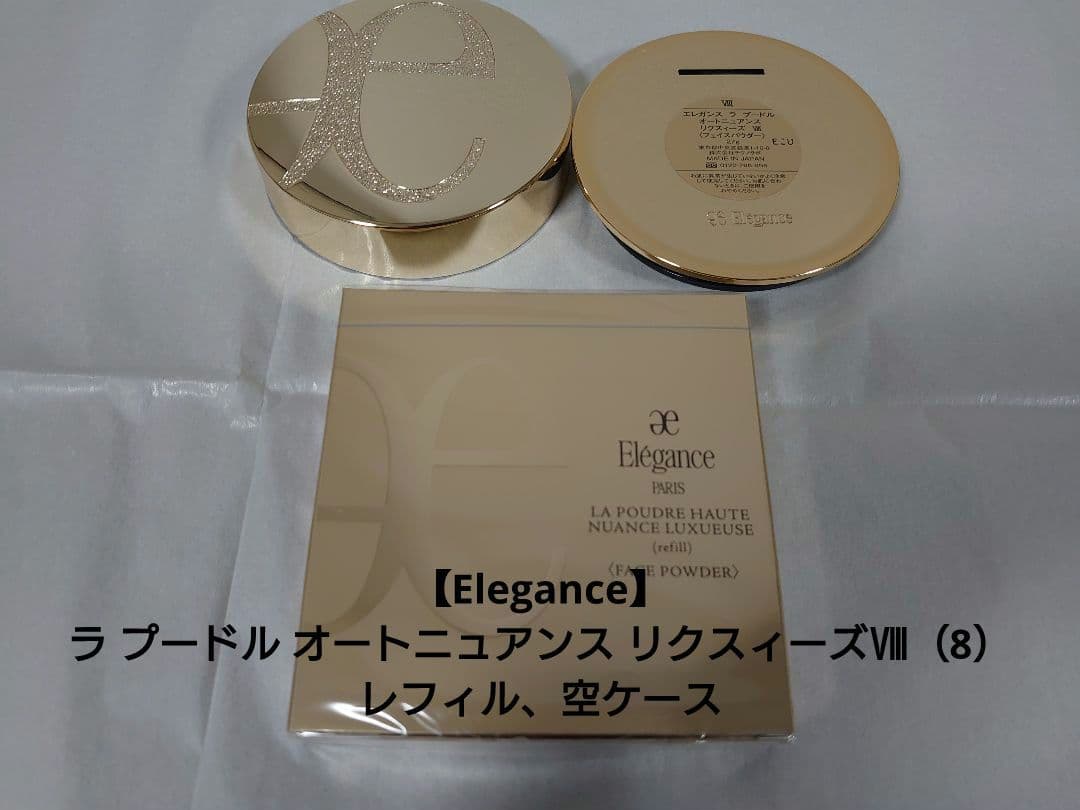 æ
VIII
エレガンス ラ プードル
オートニュアンス
リクスィーズ VIII
(フェイスパウダー)
27g
ECU
MADE IN JAPAN
æ Elégance
æ
Elégance
PARIS
LA POUDRE HAUTE
NUANCE LUXUEUSE
(refill)
〈FACE POWDER〉
【Elegance】
ラ プードル オートニュアンス リクスィーズⅧ（8）
レフィル、空ケース